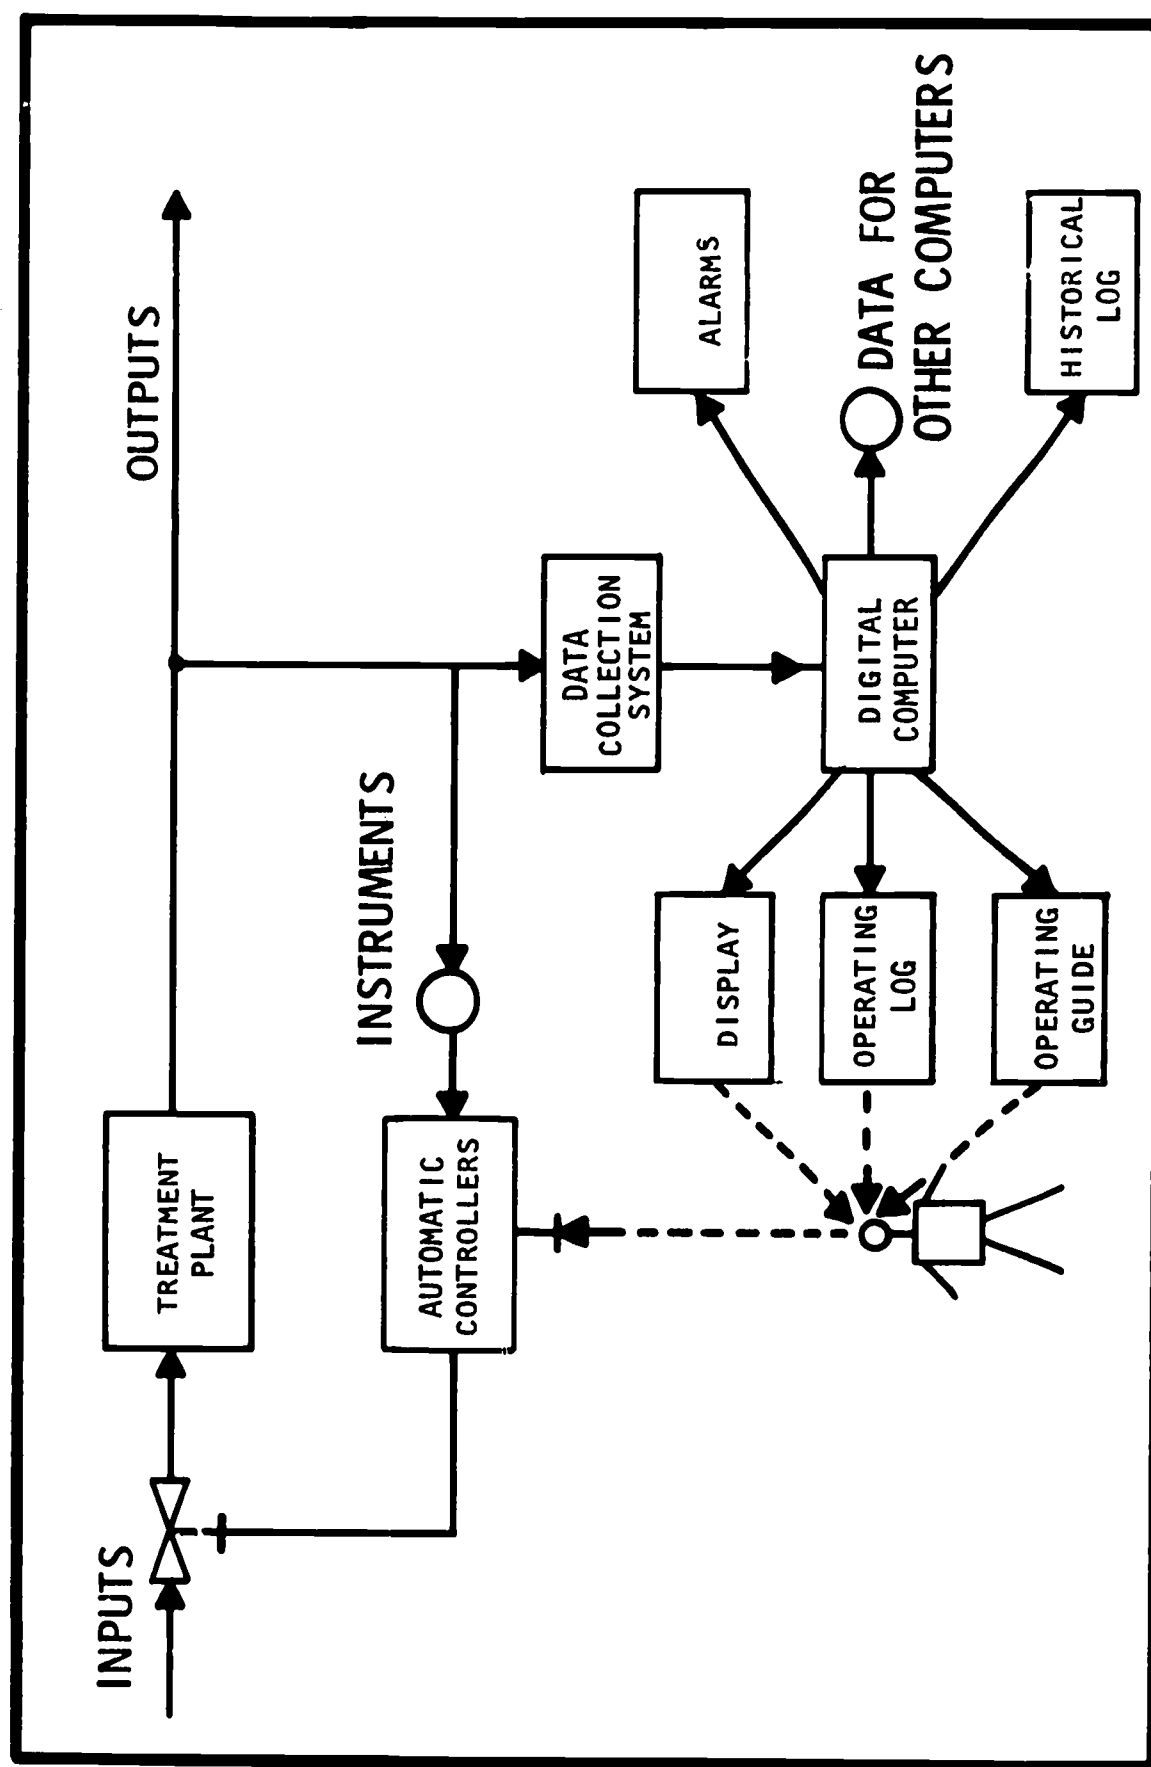 INPUTS
OUTPUTS
TREATMENT
PLANT
INSTRUMENTS
AUTOMATIC
CONTROLLERS
DATA
COLLECTION
SYSTEM
DISPLAY
ALARMS
OPERATING
LOG
DIGITAL
COMPUTER
DATA FOR
OTHER COMPUTERS
OPERATING
GUIDE
HISTORICAL
LOG